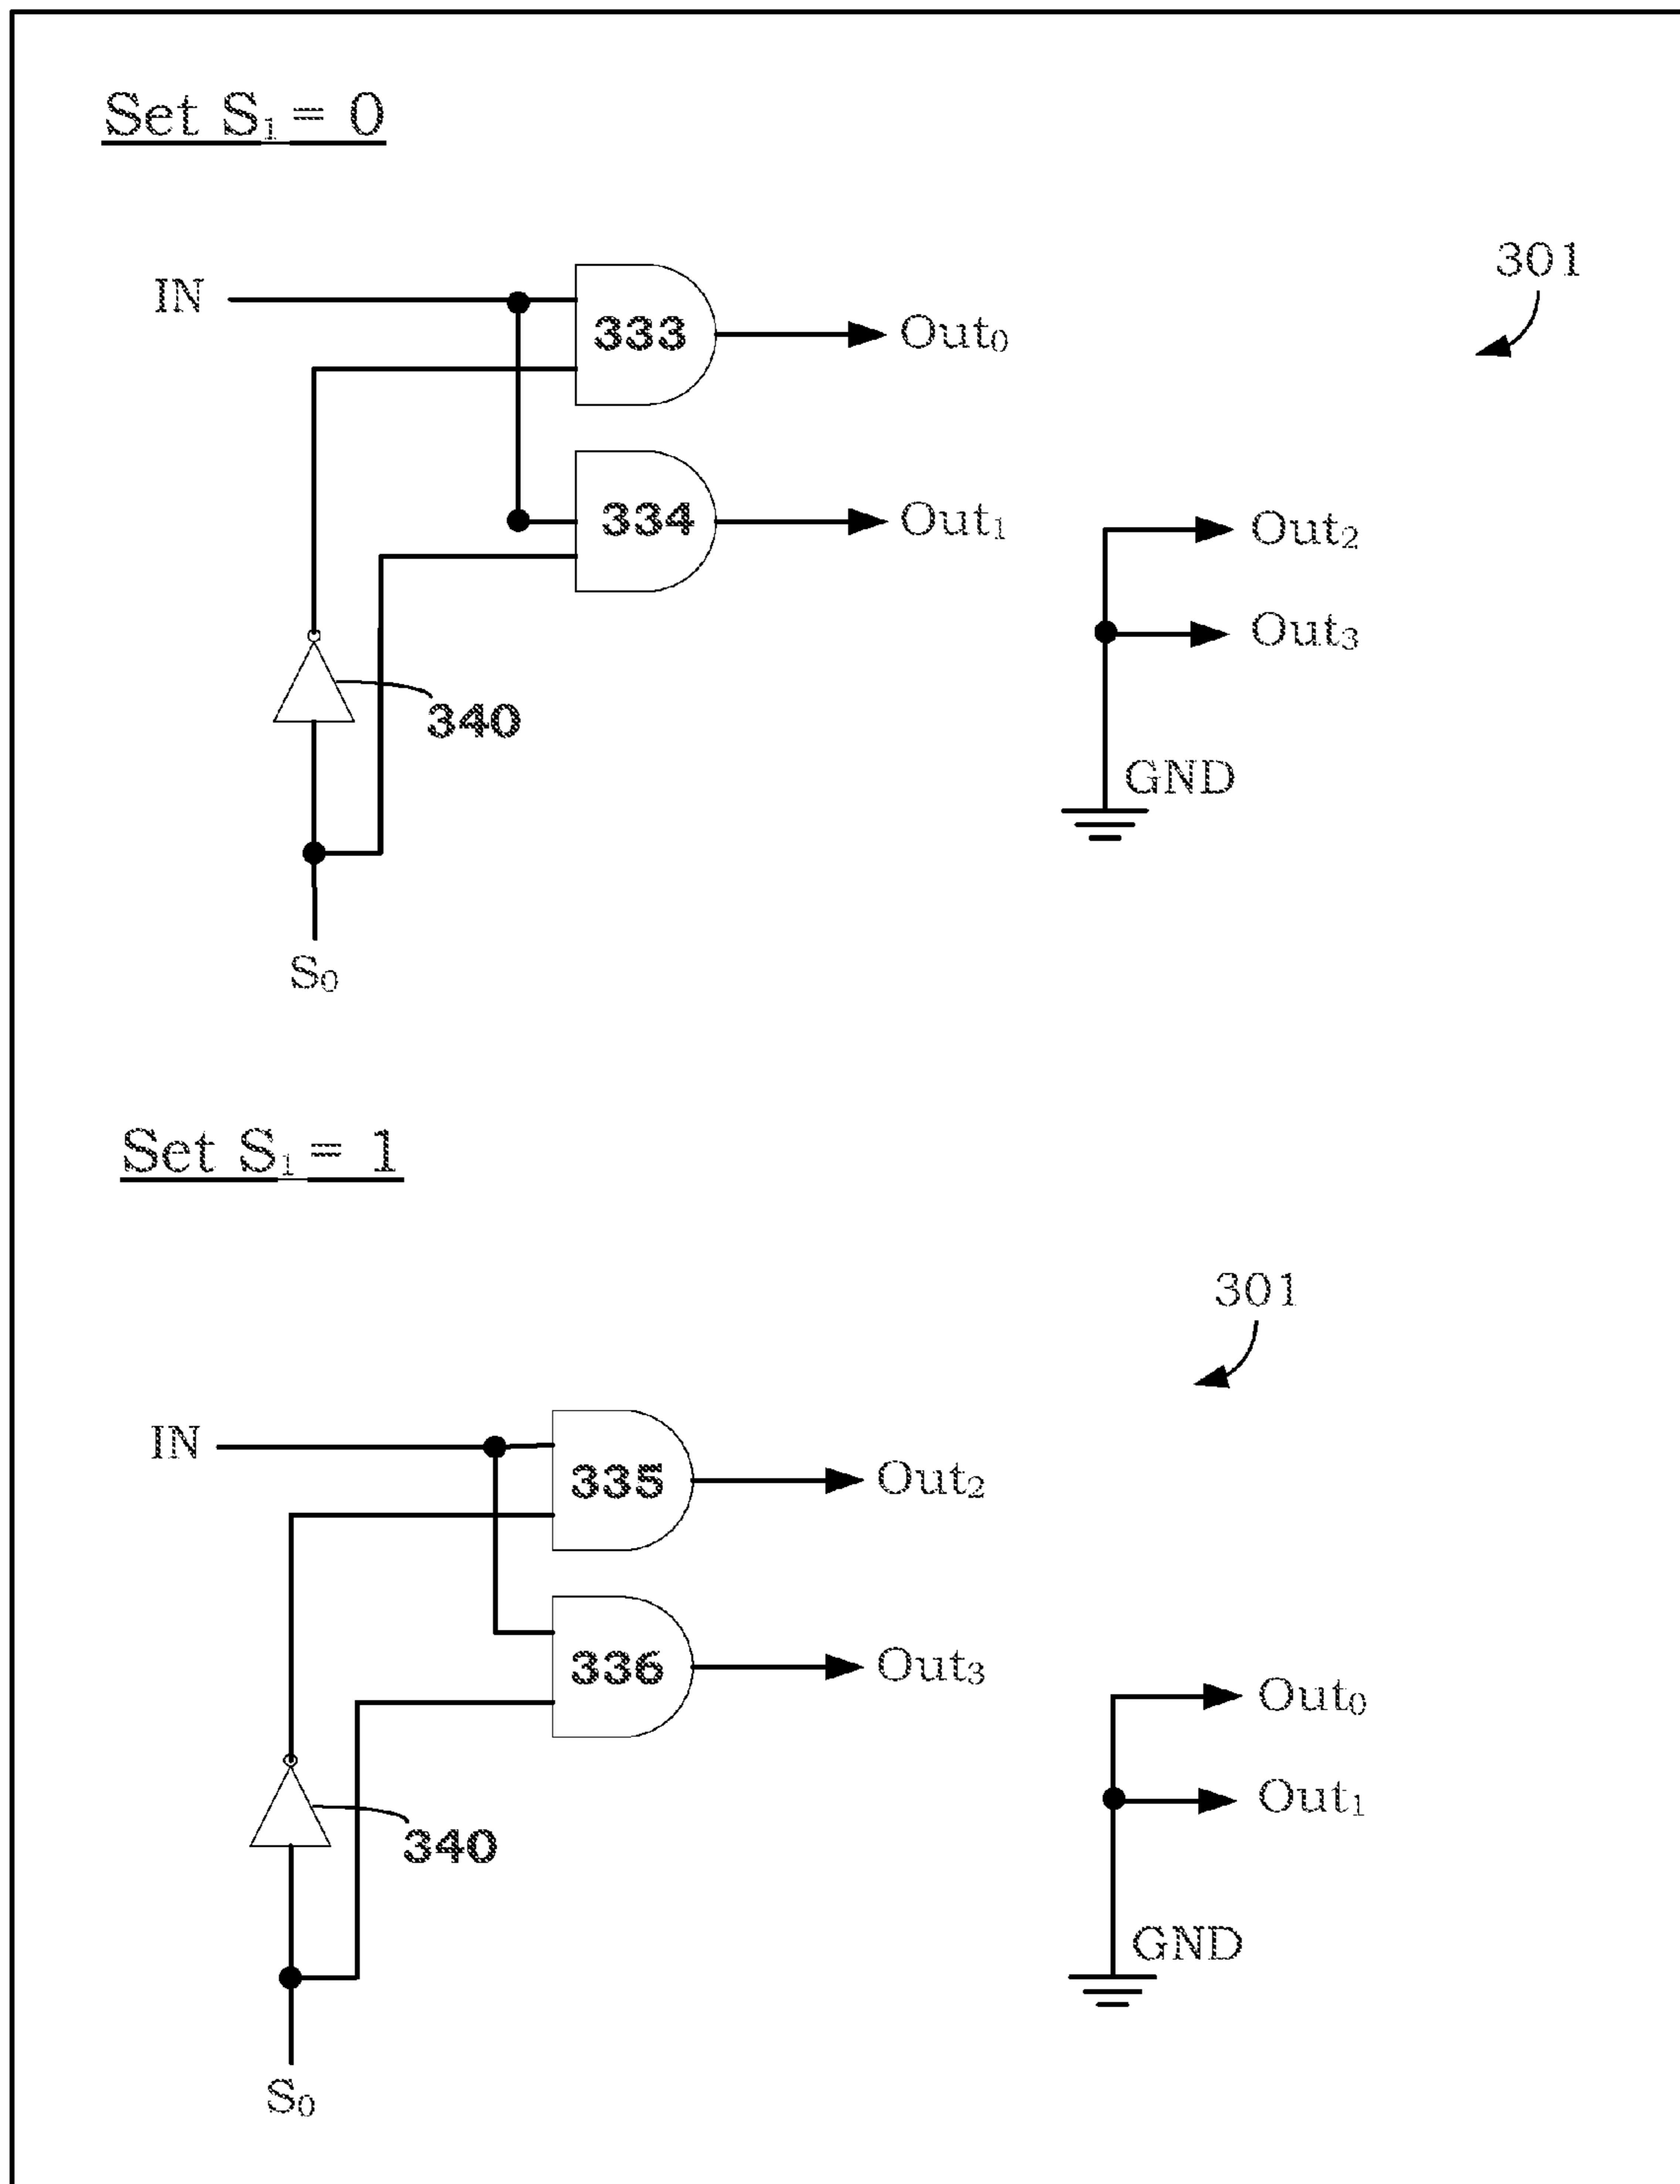 Set S₁ = 0
301
IN
333
Out₀
334
Out₁
Out₂
Out₃
340
GND
S₀
Set S₁ = 1
301
IN
335
Out₂
336
Out₃
Out₀
Out₁
340
GND
S₀